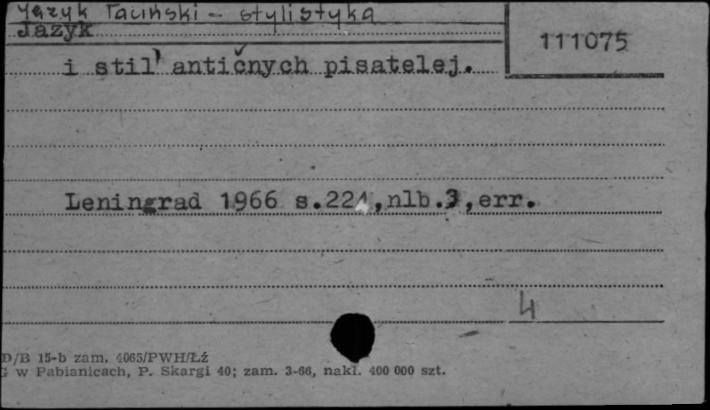 język łaciński - stylistyka
Jazyk
111075
i stil' antičnych pisatelej.
Leningrad 1966 s.224,nlb.3,err.
4
D/B 15-b zam. 4065/PWH/Łź
G w Pabianicach, P. Skargi 40; zam. 3-66, nakł. 400 000 szt.